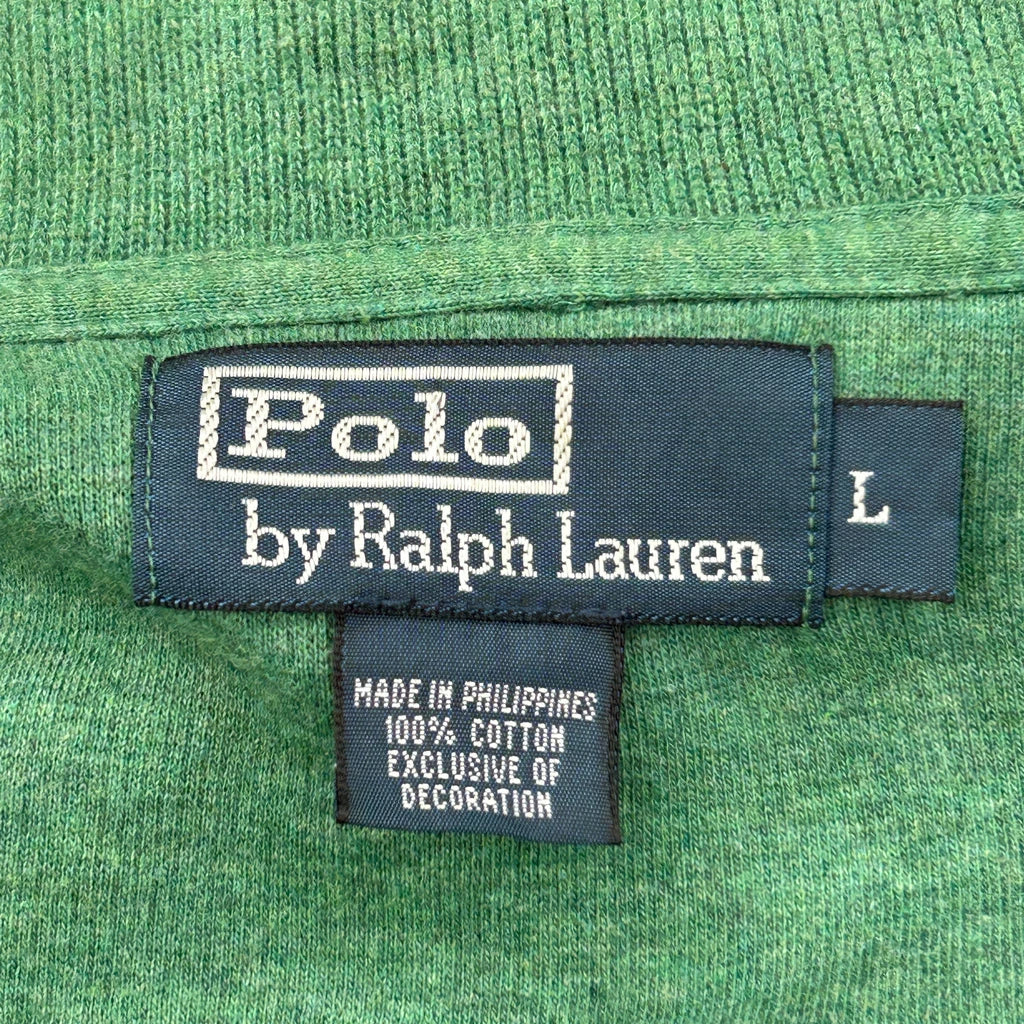 Polo
by Ralph Lauren
L
MADE IN PHILIPPINES
100% COTTON
EXCLUSIVE OF
DECORATION